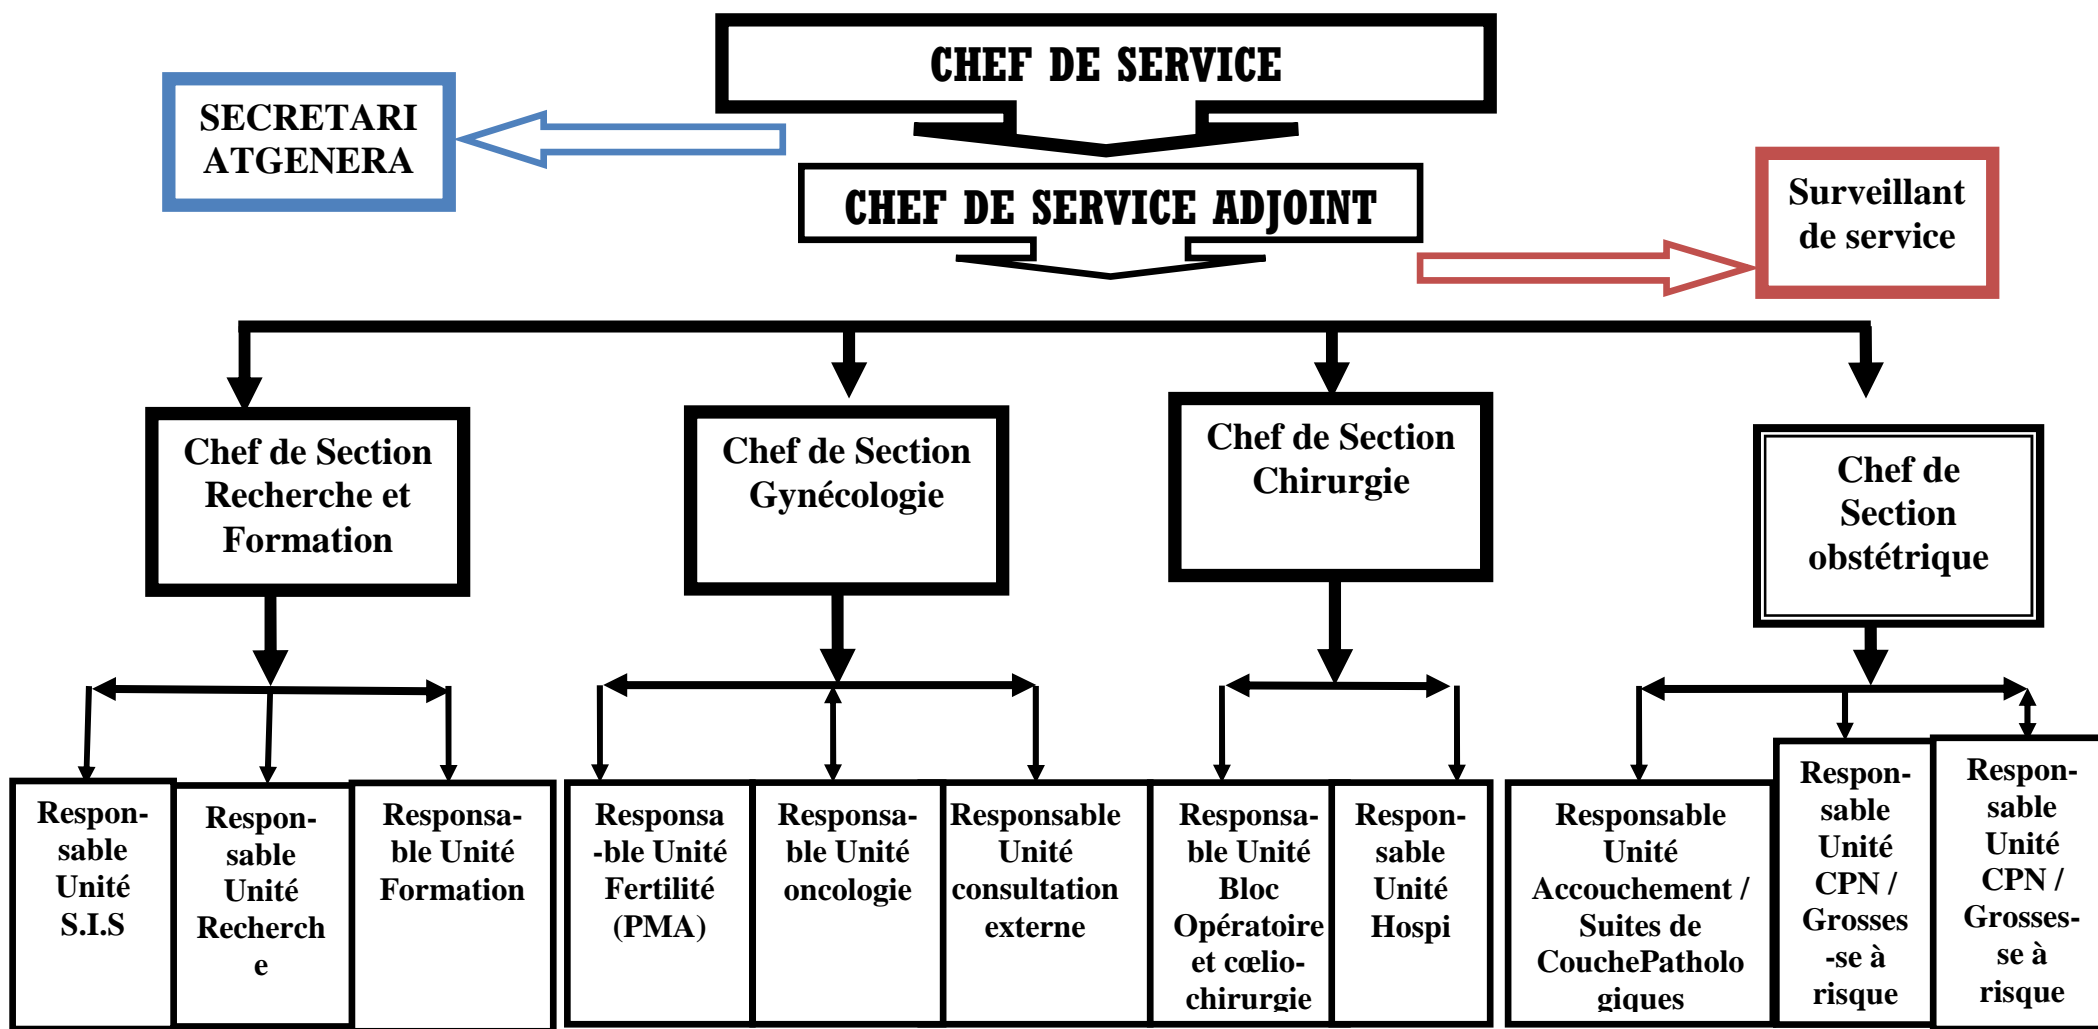 CHEF DE SERVICE
SECRETARI
ATGENERA
CHEF DE SERVICE ADJOINT
Surveillant
de service
Chef de Section
Recherche et
Formation
Chef de Section
Gynécologie
Chef de Section
Chirurgie
Chef de
Section
obstétrique
Respon-
sable
Unité
S.I.S
Respon-
sable
Unité
Recherch
e
Responsa-
ble Unité
Formation
Responsa
-ble Unité
Fertilité
(PMA)
Responsa-
ble Unité
oncologie
Responsable
Unité
consultation
externe
Responsa-
ble Unité
Bloc
Opératoire
et cœlio-
chirurgie
Respon-
sable
Unité
Hospi
Responsable
Unité
Accouchement /
Suites de
CouchePatholo
giques
Respon-
sable
Unité
CPN /
Grosses
-se à
risque
Respon-
sable
Unité
CPN /
Grosses-
se à
risque